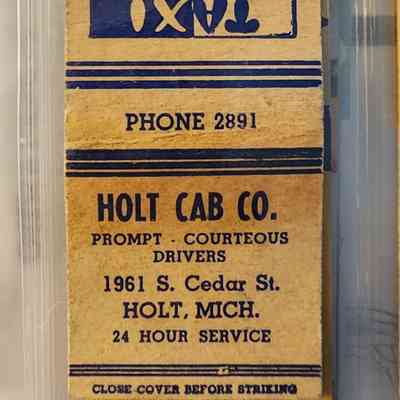 TAXI
PHONE 2891
HOLT CAB CO.
PROMPT - COURTEOUS
DRIVERS
1961 S. Cedar St.
HOLT, MICH.
24 HOUR SERVICE
CLOSE COVER BEFORE STRIKING